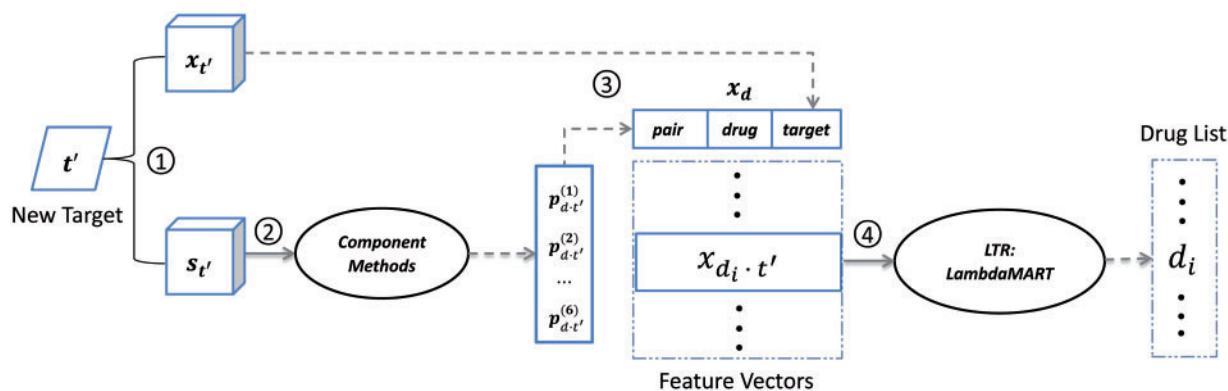 x_{t'}
③
x_d
pair drug target
Drug List
t'
①
New Target
p^{(1)}_{d·t'}
p^{(2)}_{d·t'}
...
p^{(6)}_{d·t'}
s_{t'}
②
Component
Methods
x_{d_i · t'}
④
LTR:
LambdaMART
d_i
Feature Vectors